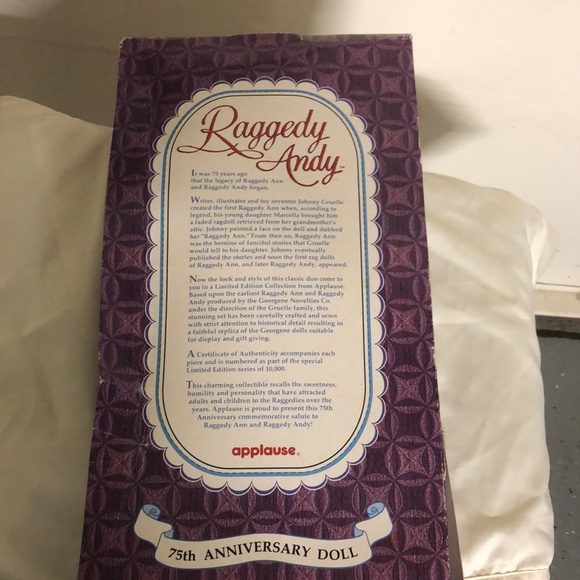 Raggedy
Andy™
It was 75 years ago
that the legacy of Raggedy Ann
and Raggedy Andy began.
Writer, illustrator and toy inventor Johnny Gruelle
created the first Raggedy Ann when, according to
legend, his young daughter Marcella brought him
a faded ragdoll retrieved from her grandmother's
attic. Johnny painted a face on the doll and dubbed
her "Raggedy Ann." From then on, Raggedy Ann
was the heroine of fanciful stories that Gruelle
would tell to his daughter. Johnny eventually
published the stories and soon the first rag dolls
of Raggedy Ann, and later Raggedy Andy, appeared.
Now the look and style of this classic duo come to
you in a Limited Edition Collection from Applause.
Based upon the earliest Raggedy Ann and Raggedy
Andy produced by the Georgene Novelties Co.
under the direction of the Gruelle family, this
stunning set has been carefully crafted and sewn
with strict attention to historical detail resulting in
a faithful replica of the Georgene dolls suitable
for display and gift giving.
A Certificate of Authenticity accompanies each
piece and is numbered as part of the special
Limited Edition series of 10,000.
This charming collectible recalls the sweetness,
humility and personality that have attracted
adults and children to the Raggedies over the
years. Applause is proud to present this 75th
Anniversary commemorative salute to
Raggedy Ann and Raggedy Andy!
applause®
75th ANNIVERSARY DOLL